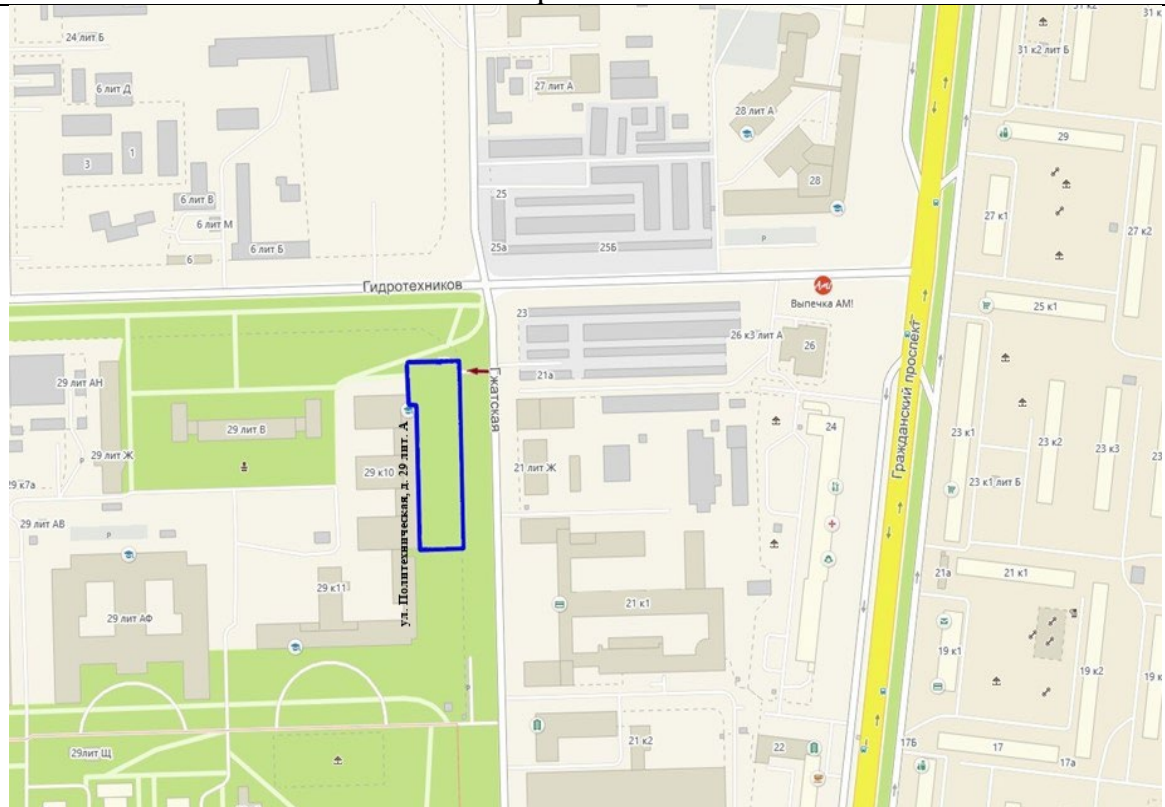 24 лит Б
31 к2
31 к
31 к2 лит Б
6 лит Д
27 лит А
28 лит А
29
3
1
28
6 лит В
25
27 к1
6 лит М
27 к2
6 лит Б
25а
25Б
Р
6
Гидротехников
Выпечка АМ!
25 к1
23
26 к3 лит А
26
21а
Гжатская
29 лит АН
29 лит В
24
Гражданский проспект
23 к1
23 к2
23 к3
23
29 лит Ж
29 к10
21 лит Ж
23 к1 лит Б
29 к7а
ул. Политехническая, д. 29 лит. А
29 лит АВ
Р
21а
21 к1
29 к11
21 к1
29 лит АФ
19 к1
19 к2
19 к
21 к2
22
17Б
17
29лит Щ
17а